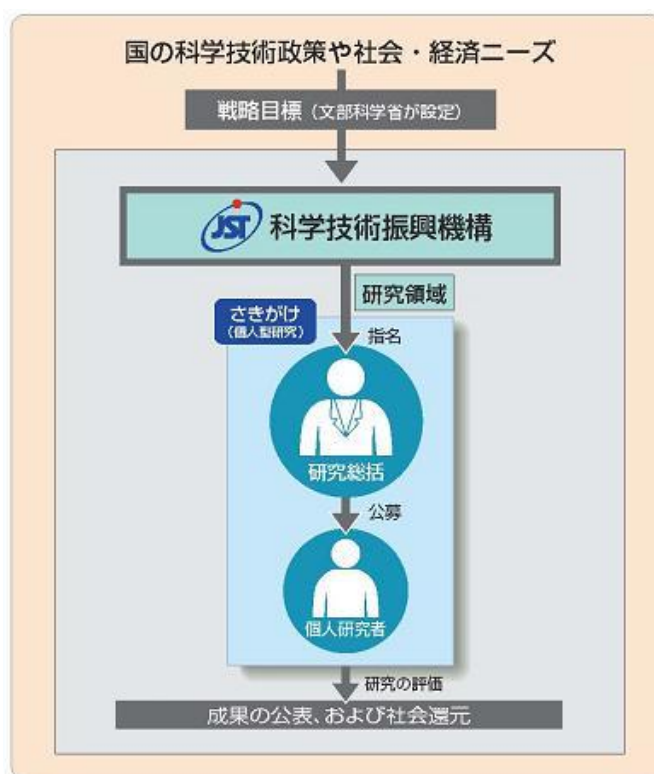 国の科学技術政策や社会・経済ニーズ
戦略目標（文部科学省が設定）
JST 科学技術振興機構
研究領域
さきがけ
（個人型研究）
指名
研究総括
公募
個人研究者
研究の評価
成果の公表、および社会還元